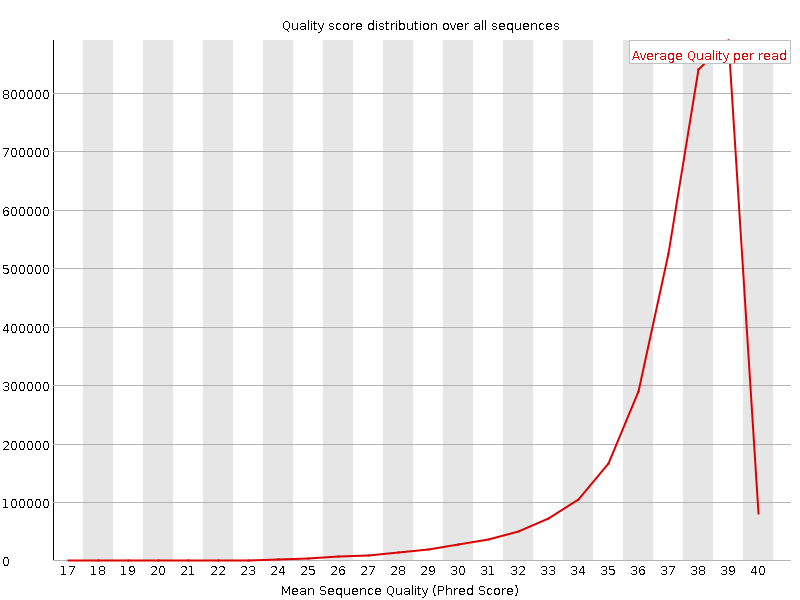 Quality score distribution over all sequences
Average Quality per read
800000
700000
600000
500000
400000
300000
200000
100000
0
17 18 19 20 21 22 23 24 25 26 27 28 29 30 31 32 33 34 35 36 37 38 39 40
Mean Sequence Quality (Phred Score)